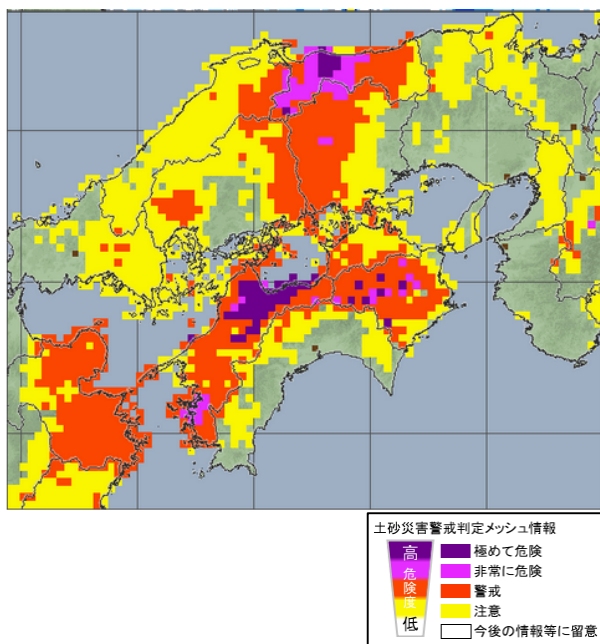 土砂災害警戒判定メッシュ情報
高
危
険
度
低
極めて危険
非常に危険
警戒
注意
今後の情報等に留意